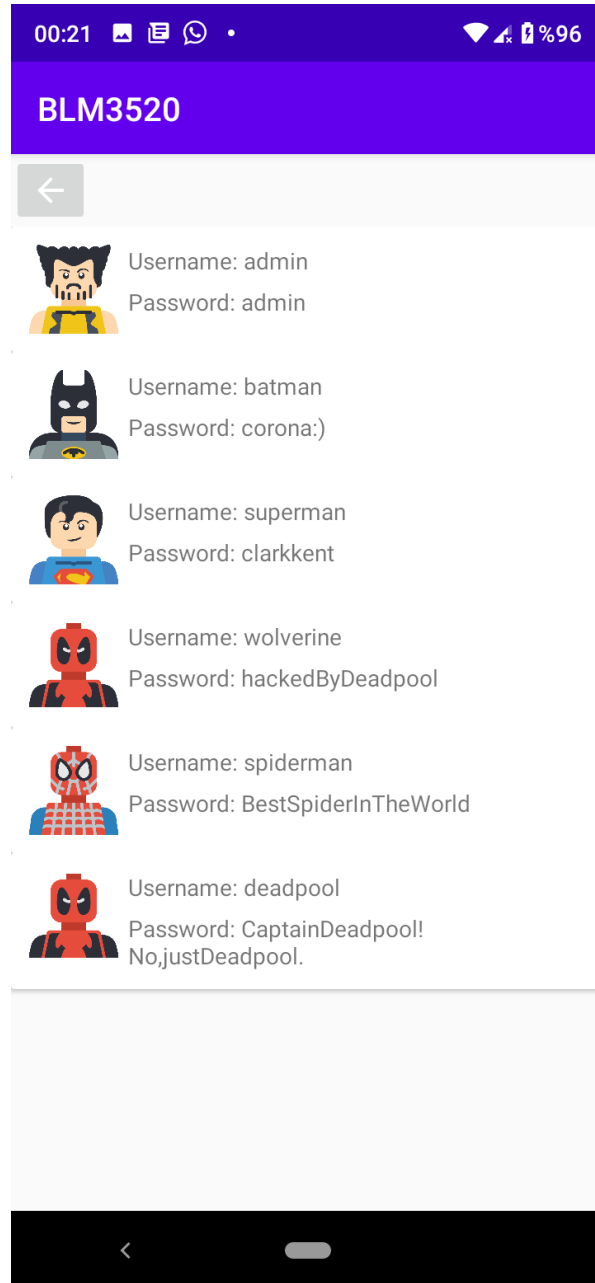 00:21 %96
BLM3520
Username: admin
Password: admin
Username: batman
Password: corona:)
Username: superman
Password: clarkkent
Username: wolverine
Password: hackedByDeadpool
Username: spiderman
Password: BestSpiderInTheWorld
Username: deadpool
Password: CaptainDeadpool!
No,justDeadpool.